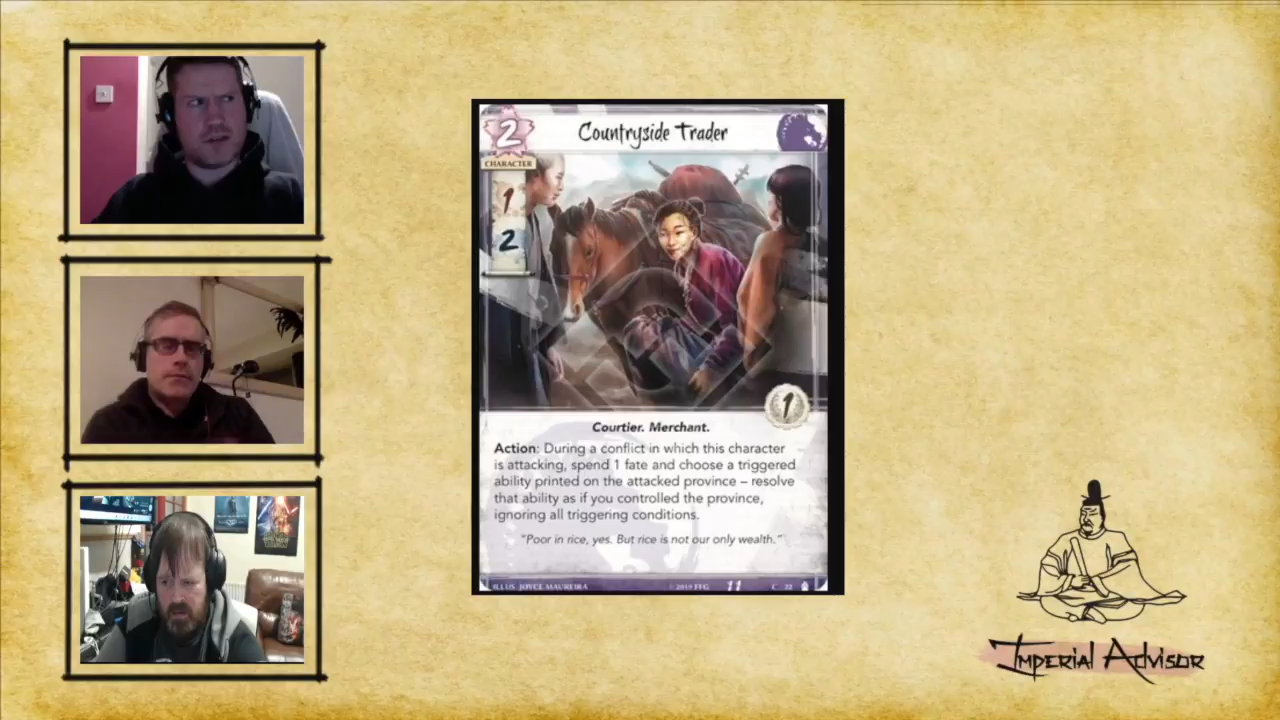 2
Countryside Trader
CHARACTER
1
2
1
Courtier. Merchant.
Action: During a conflict in which this character
is attacking, spend 1 fate and choose a triggered
ability printed on the attacked province – resolve
that ability as if you controlled the province,
ignoring all triggering conditions.
"Poor in rice, yes. But rice is not our only wealth."
ILLUS. JOYCE MAUREIRA
© 2019 FFG
22
Imperial Advisor